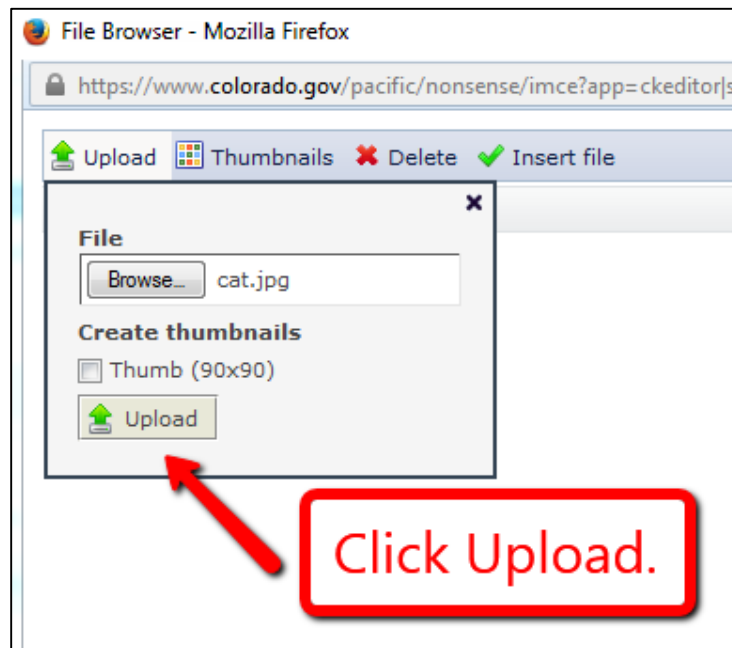 File Browser - Mozilla Firefox
https://www.colorado.gov/pacific/nonsense/imce?app=ckeditor|s
Upload Thumbnails Delete Insert file
File
Browse... cat.jpg
Create thumbnails
Thumb (90x90)
Upload
Click Upload.